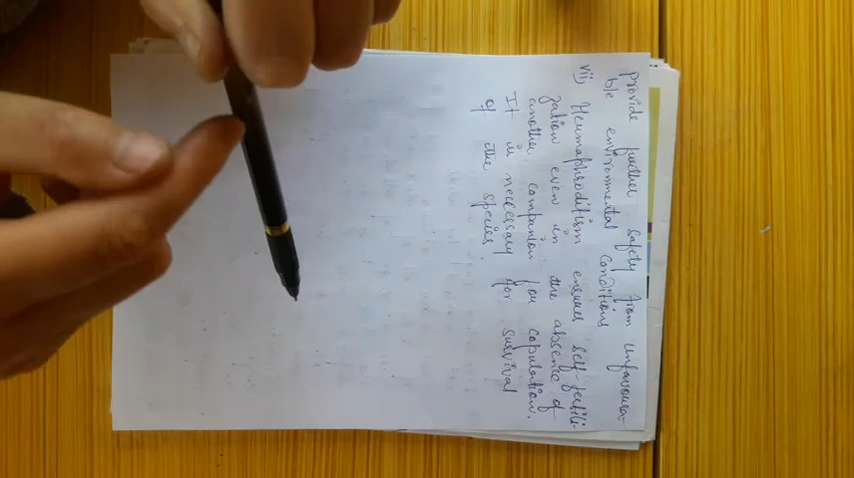 provide further safety from unfavoura-
ble environmental conditions
vii) Hermaphroditism ensures self-fertili-
zation even in the absence of
another companion for copulation.
It is necessary for survival
of the species.